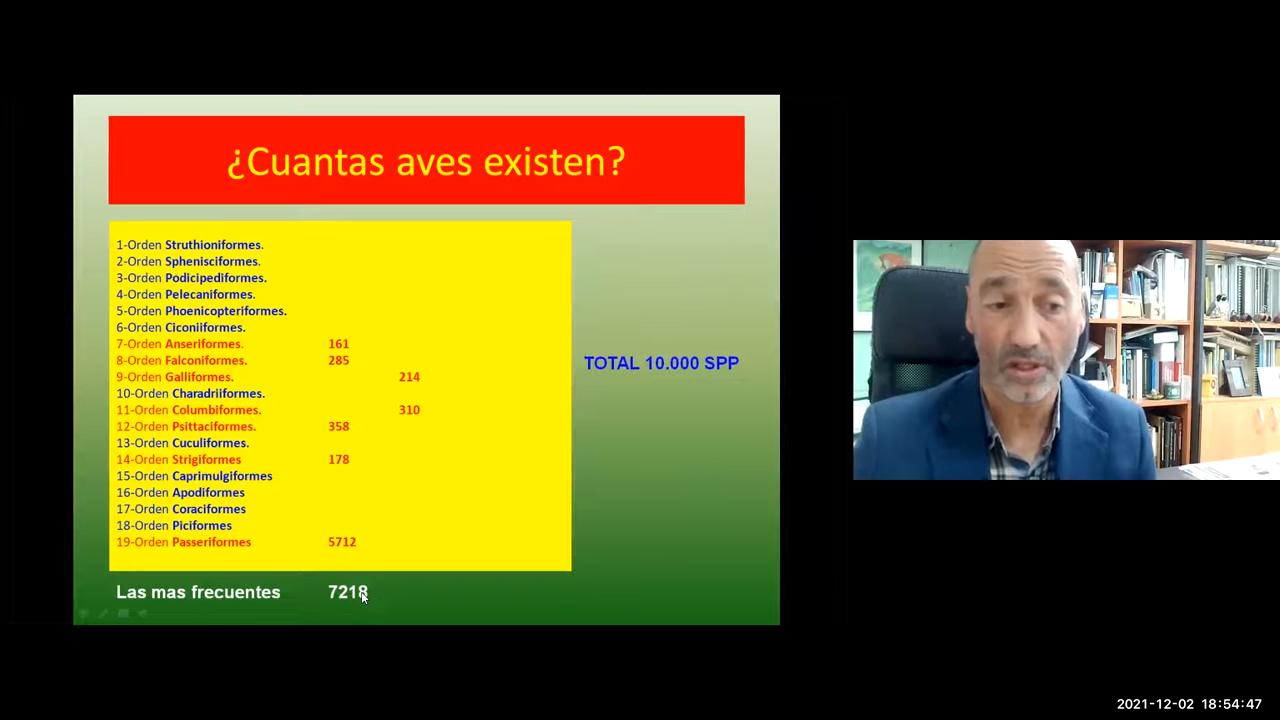 ¿Cuantas aves existen?
1-Orden Struthioniformes.
2-Orden Sphenisciformes.
3-Orden Podicipediformes.
4-Orden Pelecaniformes.
5-Orden Phoenicopteriformes.
6-Orden Ciconiiformes.
7-Orden Anseriformes. 161
8-Orden Falconiformes. 285
9-Orden Galliformes. 214
10-Orden Charadriiformes.
11-Orden Columbiformes. 310
12-Orden Psittaciformes. 358
13-Orden Cuculiformes.
14-Orden Strigiformes 178
15-Orden Caprimulgiformes
16-Orden Apodiformes
17-Orden Coraciformes
18-Orden Piciformes
19-Orden Passeriformes 5712
TOTAL 10.000 SPP
Las mas frecuentes 7218
2021-12-02 18:54:47